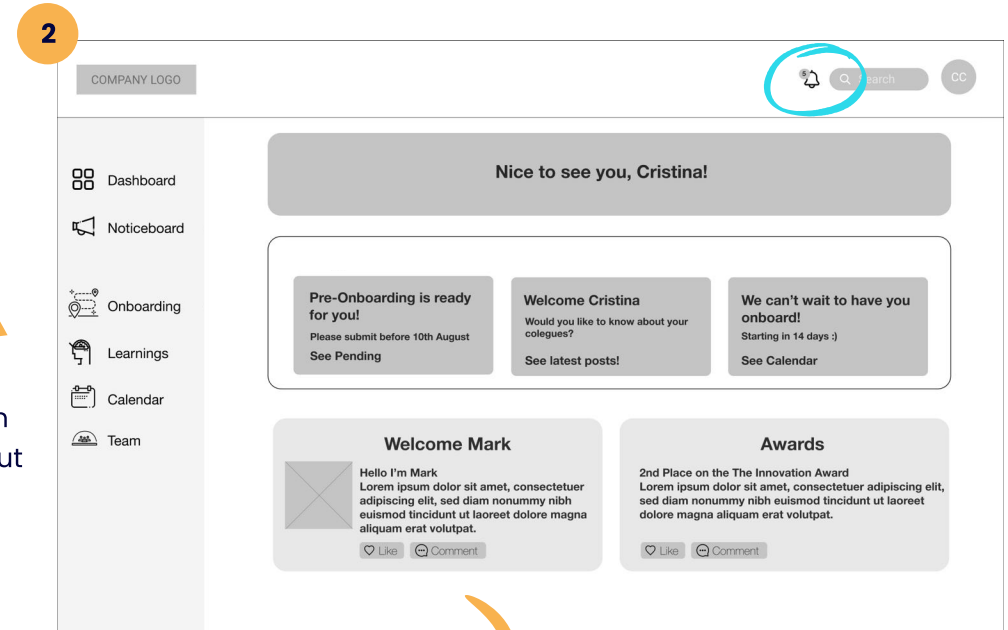 2
COMPANY LOGO
5
Search
CC
Dashboard
Noticeboard
Onboarding
Learnings
Calendar
Team
Nice to see you, Cristina!
Pre-Onboarding is ready
for you!
Please submit before 10th August
See Pending
Welcome Cristina
Would you like to know about your
colegues?
See latest posts!
We can't wait to have you
onboard!
Starting in 14 days :)
See Calendar
Welcome Mark
Hello I'm Mark
Lorem ipsum dolor sit amet, consectetuer
adipiscing elit, sed diam nonummy nibh
euismod tincidunt ut laoreet dolore magna
aliquam erat volutpat.
Like
Comment
Awards
2nd Place on the The Innovation Award
Lorem ipsum dolor sit amet, consectetuer adipiscing elit,
sed diam nonummy nibh euismod tincidunt ut laoreet
dolore magna aliquam erat volutpat.
Like
Comment